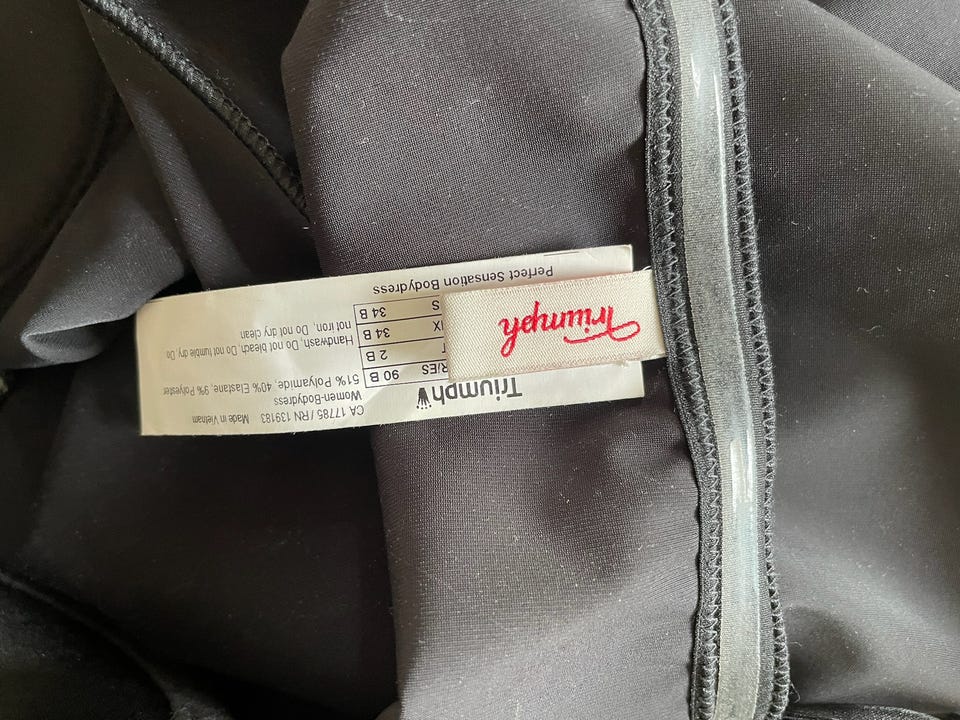 Triumph
CA 17785 / RN 139183 Made in Vietnam
Women-Bodydress
51% Polyamide, 40% Elastane, 9% Polyester
Handwash, Do not bleach, Do not tumble dry, Do
not iron, Do not dry clean
RIES 90 B
2 B
IX 34 B
S 34 B
Perfect Sensation Bodydress
Triumph